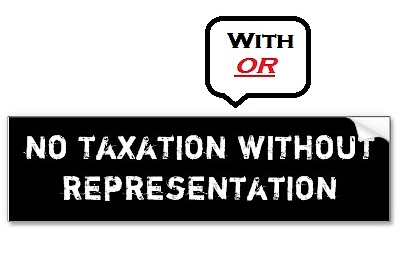 WITH
OR
NO TAXATION WITHOUT
REPRESENTATION